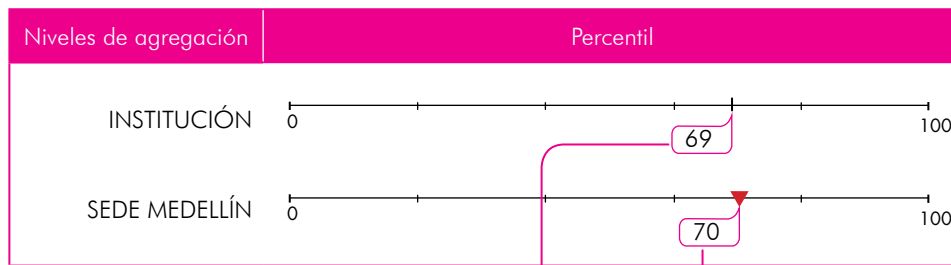 Niveles de agregación Percentil
INSTITUCIÓN 0 100
69
SEDE MEDELLÍN 0 100
70